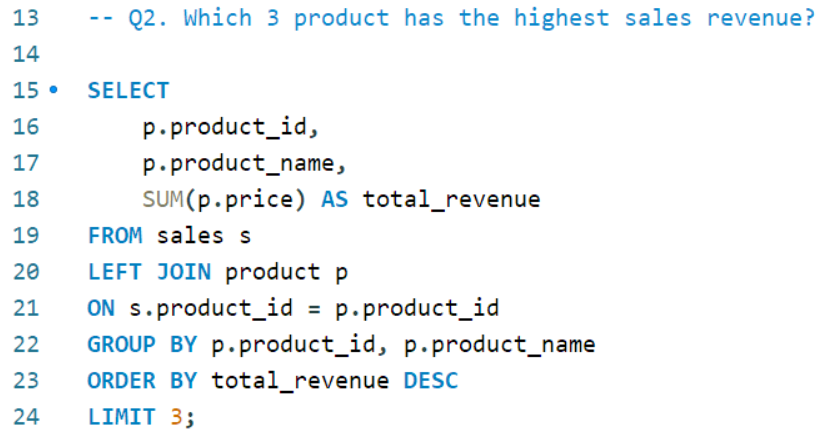 13 -- Q2. Which 3 product has the highest sales revenue?
14
15 • SELECT
16 p.product_id,
17 p.product_name,
18 SUM(p.price) AS total_revenue
19 FROM sales s
20 LEFT JOIN product p
21 ON s.product_id = p.product_id
22 GROUP BY p.product_id, p.product_name
23 ORDER BY total_revenue DESC
24 LIMIT 3;